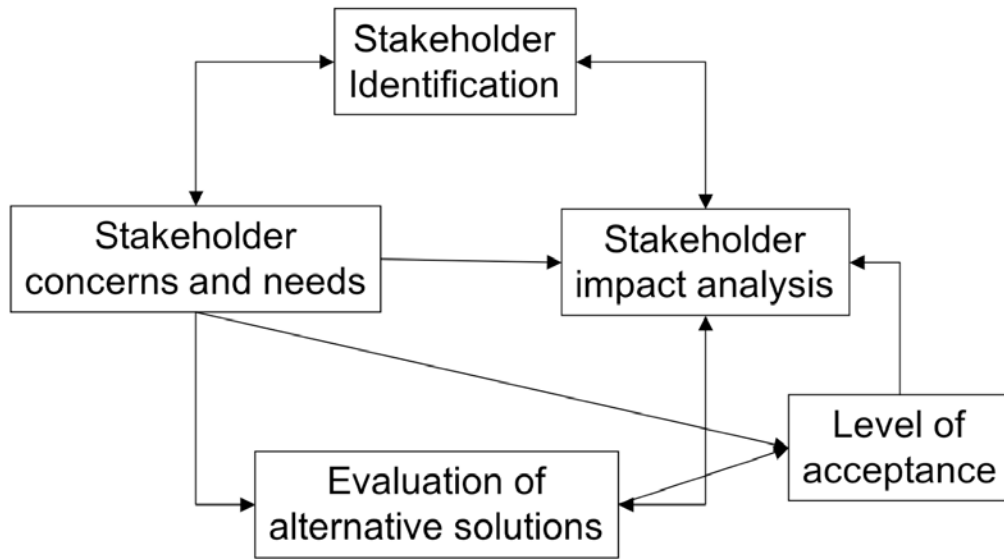 Stakeholder
Identification
Stakeholder
concerns and needs
Stakeholder
impact analysis
Level of
acceptance
Evaluation of
alternative solutions